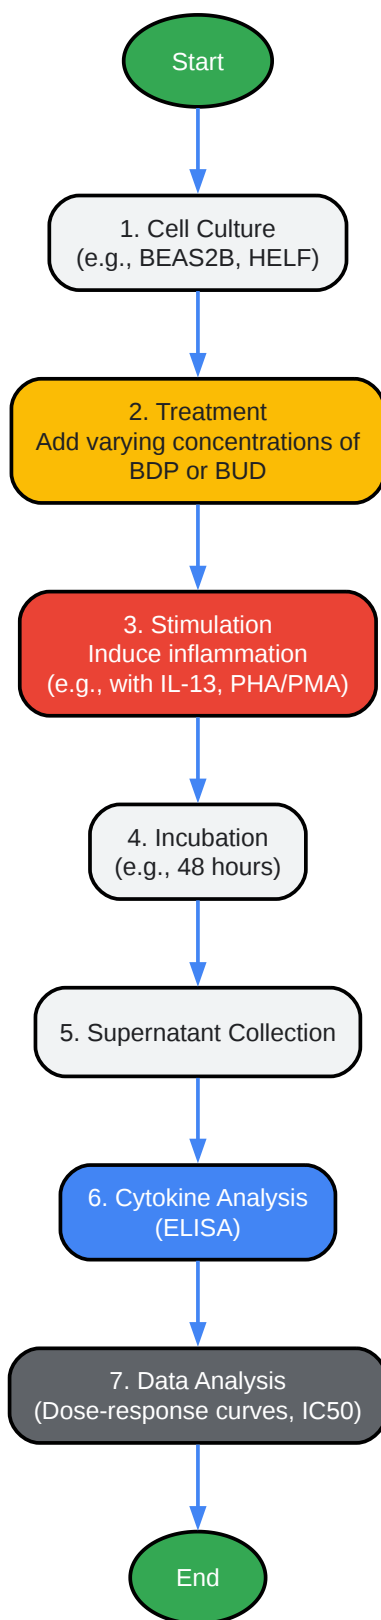 Start
1. Cell Culture
(e.g., BEAS2B, HELF)
2. Treatment
Add varying concentrations of
BDP or BUD
3. Stimulation
Induce inflammation
(e.g., with IL-13, PHA/PMA)
4. Incubation
(e.g., 48 hours)
5. Supernatant Collection
6. Cytokine Analysis
(ELISA)
7. Data Analysis
(Dose-response curves, IC50)
End